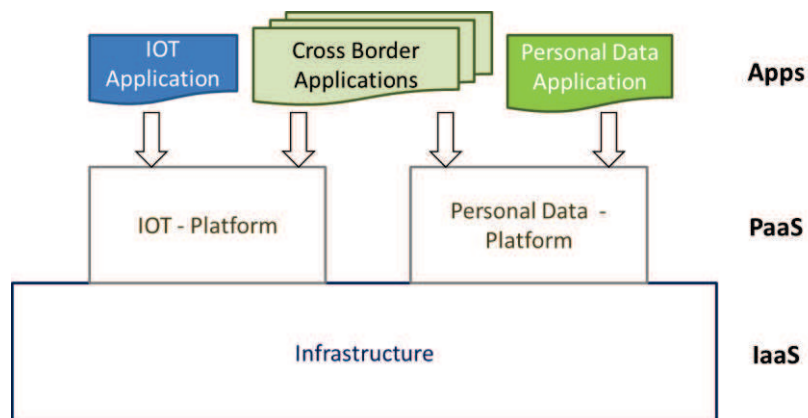 IOT
Application
Cross Border
Applications
Personal Data
Application
Apps
IOT - Platform
Personal Data -
Platform
PaaS
Infrastructure
IaaS